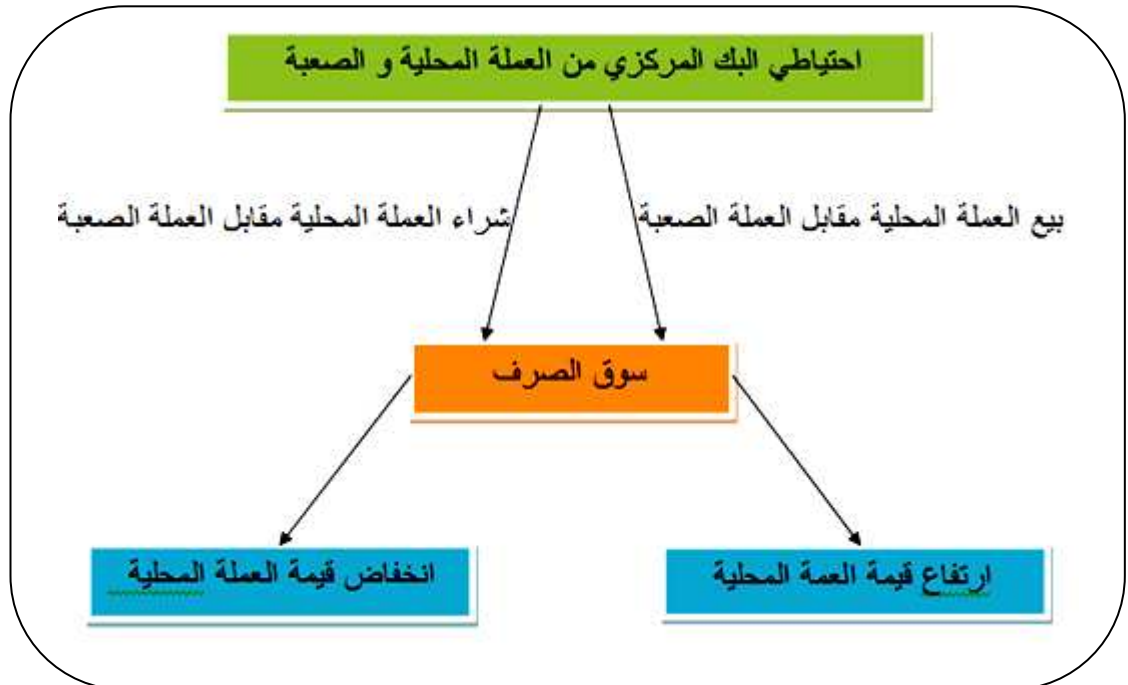 احتياطي البك المركزي من العملة المحلية و الصعبة
بيع العملة المحلية مقابل العملة الصعبة
شراء العملة المحلية مقابل العملة الصعبة
سوق الصرف
ارتفاع قيمة العمة المحلية
انخفاض قيمة العملة المحلية